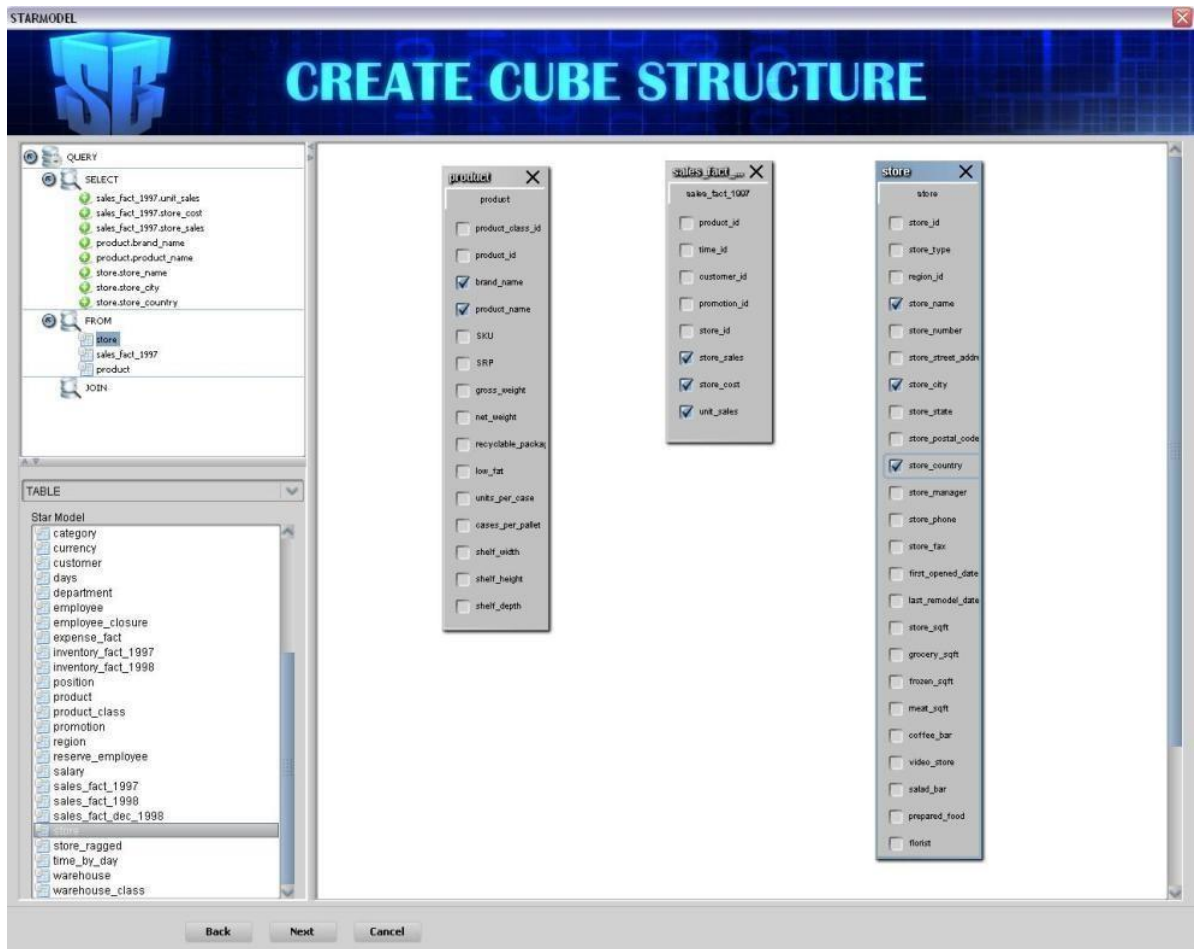 STARMODEL
SB
CREATE CUBE STRUCTURE
QUERY
SELECT
sales_fact_1997.unit_sales
sales_fact_1997.store_cost
sales_fact_1997.store_sales
product.brand_name
product.product_name
store.store_name
store.store_city
store.store_country
FROM
store
sales_fact_1997
product
JOIN
TABLE
Star Model
category
currency
customer
days
department
employee
employee_closure
expense_fact
inventory_fact_1997
inventory_fact_1998
position
product
product_class
promotion
region
reserve_employee
salary
sales_fact_1997
sales_fact_1998
sales_fact_dec_1998
store
store_ragged
time_by_day
warehouse
warehouse_class
product
product
product_class_id
product_id
brand_name
product_name
SKU
SRP
gross_weight
net_weight
recyclable_packag
low_fat
units_per_case
cases_per_pallet
shelf_width
shelf_height
shelf_depth
sales_fact_...
sales_fact_1997
product_id
time_id
customer_id
promotion_id
store_id
store_sales
store_cost
unit_sales
store
store
store_id
store_type
region_id
store_name
store_number
store_street_addre
store_city
store_state
store_postal_code
store_country
store_manager
store_phone
store_fax
first_opened_date
last_remodel_date
store_sqft
grocery_sqft
frozen_sqft
meat_sqft
coffee_bar
video_store
salad_bar
prepared_food
florist
Back Next Cancel